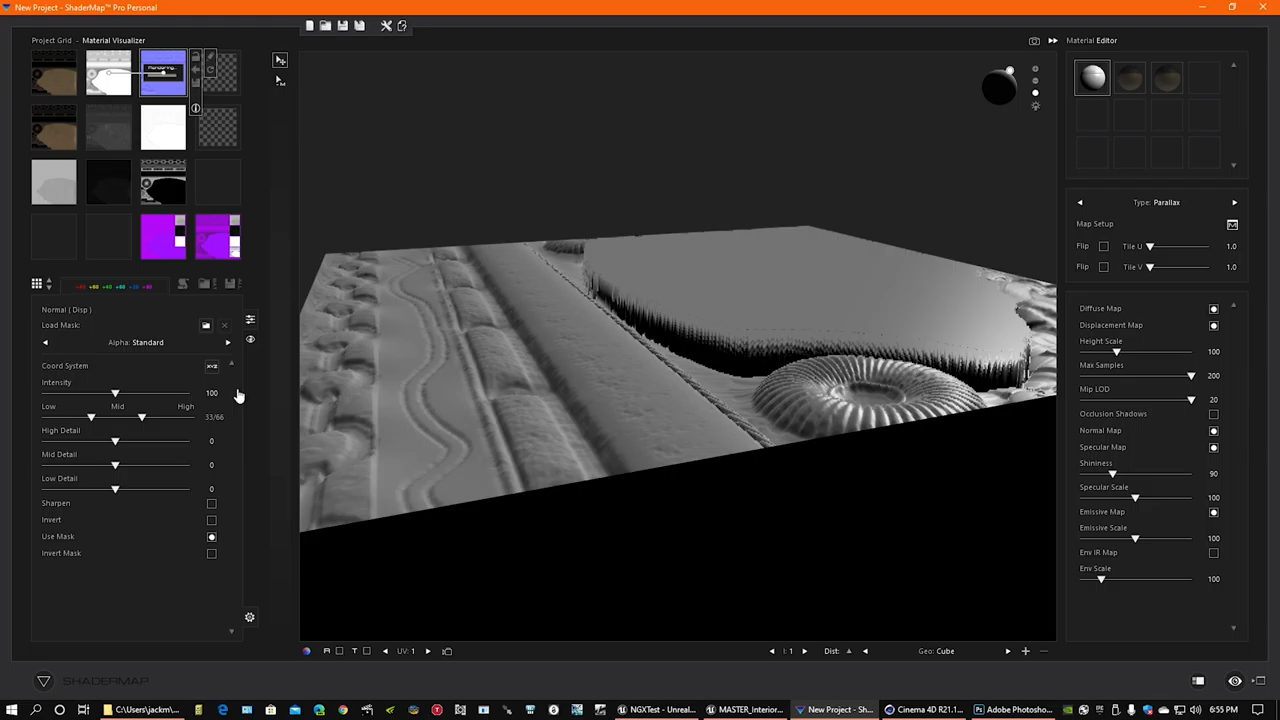 New Project - ShaderMap™ Pro Personal
Project Grid - Material Visualizer
Material Editor
Rendering...
Type: Parallax
Map Setup
Flip Tile U 1.0
Flip Tile V 1.0
Normal ( Disp )
Load Mask:
Alpha: Standard
Coord System XYZ
Intensity
100
Low Mid High
33/66
High Detail
0
Mid Detail
0
Low Detail
0
Sharpen
Invert
Use Mask
Invert Mask
Diffuse Map
Displacement Map
Height Scale
100
Max Samples
200
Mip LOD
20
Occlusion Shadows
Normal Map
Specular Map
Shininess
90
Specular Scale
100
Emissive Map
Emissive Scale
100
Env IR Map
Env Scale
100
T UV: 1 I: 1 Dist: Geo: Cube
SHADERMAP
C:\Users\jackm\... NGXTest - Unreal... MASTER_Interior... New Project - Sh... Cinema 4D R21.1... Adobe Photoshop... 6:55 PM